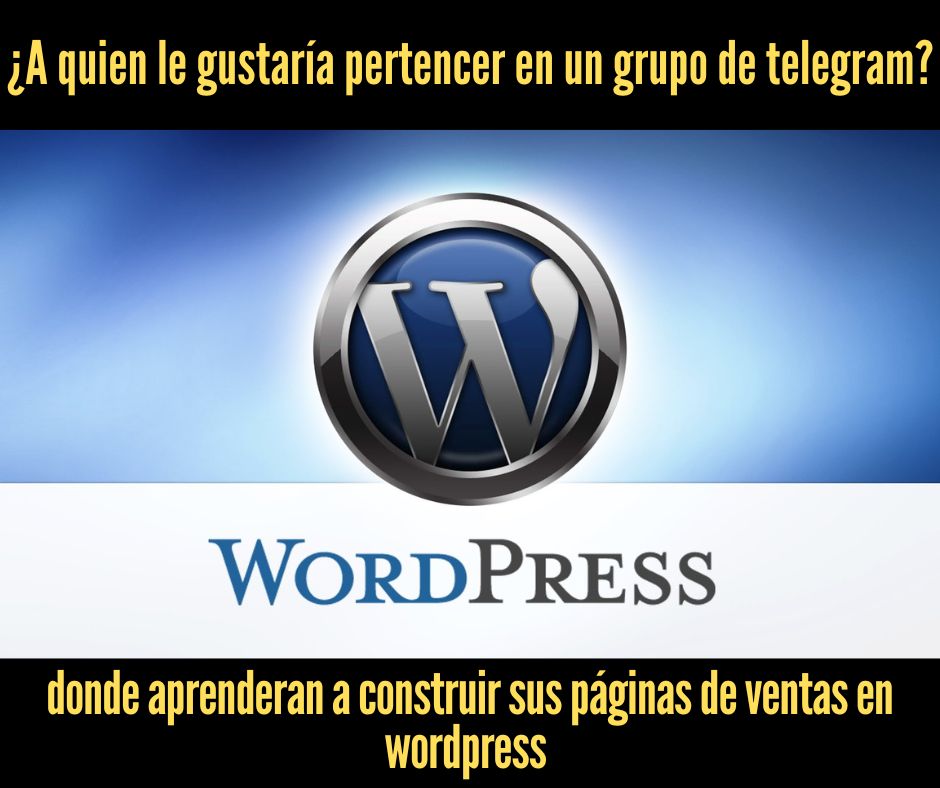 ¿A quien le gustaría pertencer en un grupo de telegram?
W
WORDPRESS
donde aprenderan a construir sus páginas de ventas en
wordpress